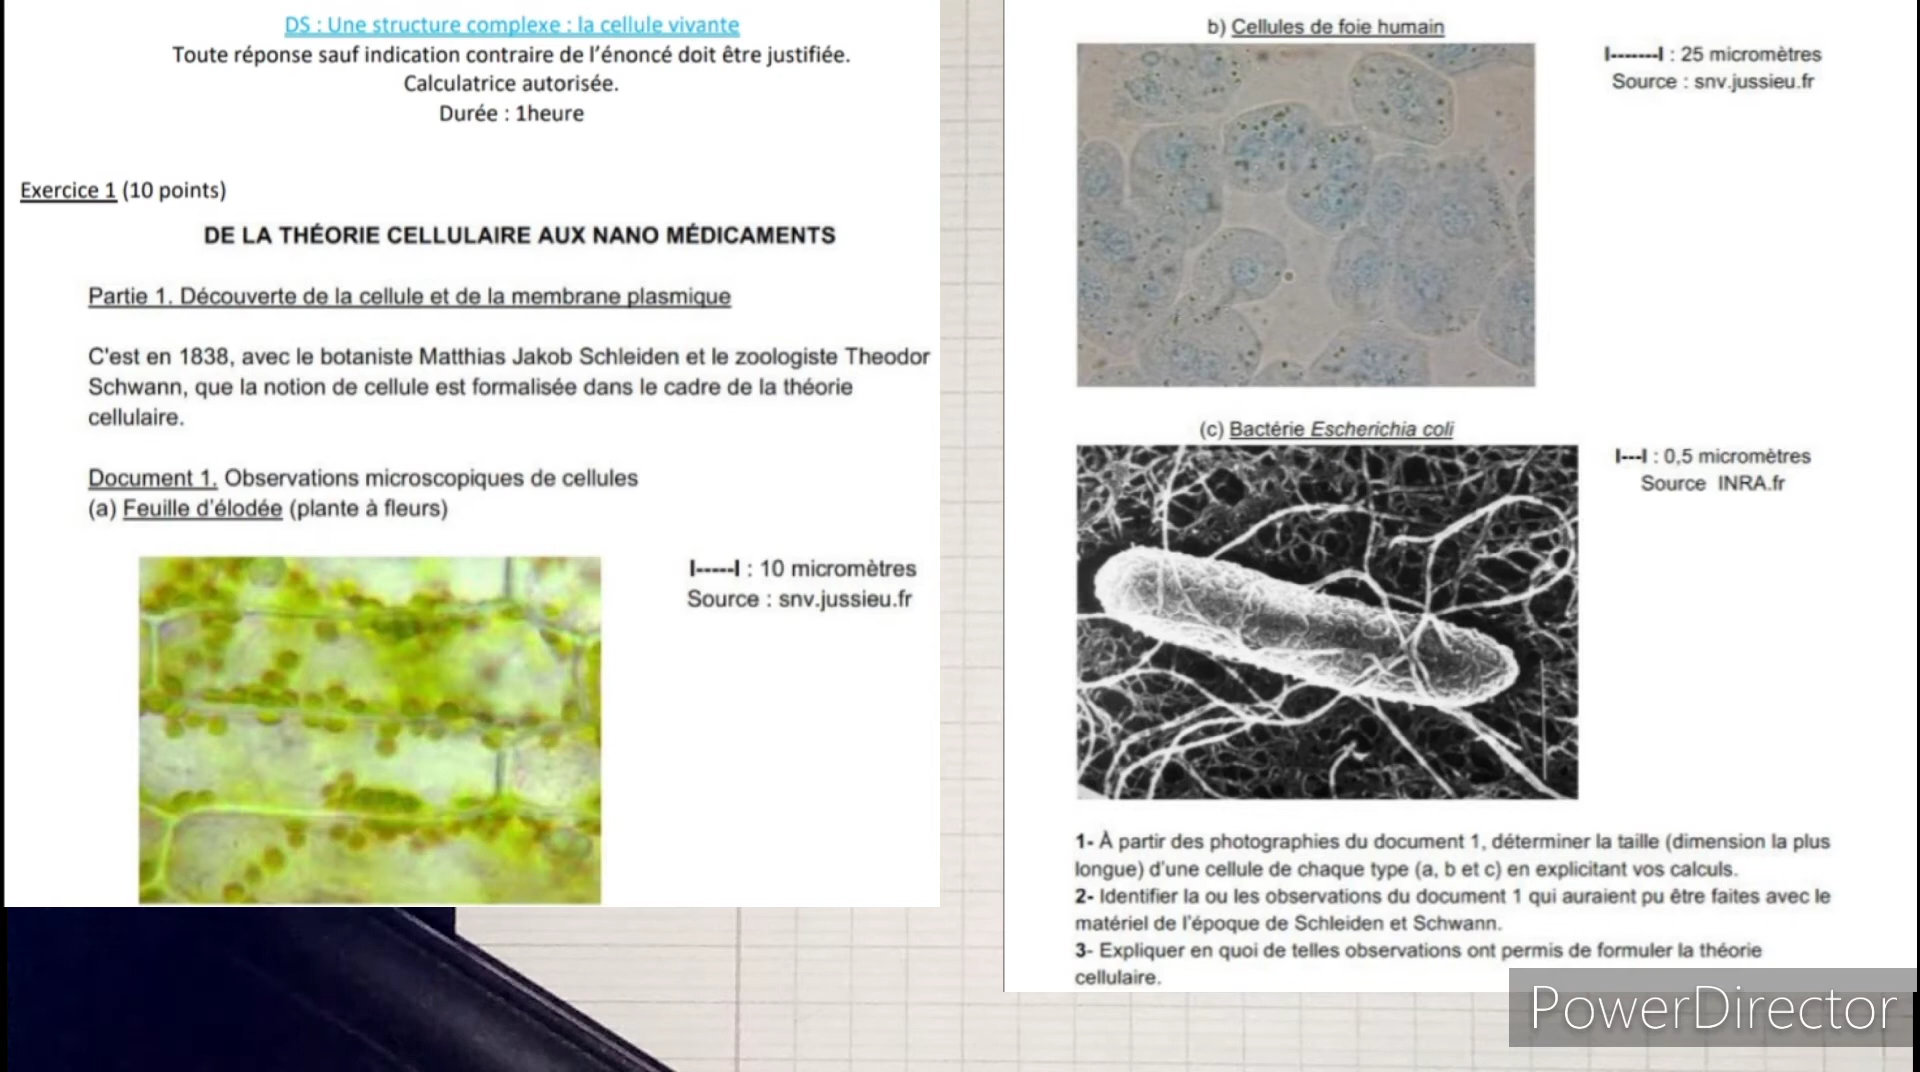 DS : Une structure complexe : la cellule vivante
Toute réponse sauf indication contraire de l'énoncé doit être justifiée.
Calculatrice autorisée.
Durée : 1heure
Exercice 1 (10 points)
DE LA THÉORIE CELLULAIRE AUX NANO MÉDICAMENTS
Partie 1. Découverte de la cellule et de la membrane plasmique
C'est en 1838, avec le botaniste Matthias Jakob Schleiden et le zoologiste Theodor
Schwann, que la notion de cellule est formalisée dans le cadre de la théorie
cellulaire.
Document 1. Observations microscopiques de cellules
(a) Feuille d'élodée (plante à fleurs)
I-----I : 10 micromètres
Source : snv.jussieu.fr
b) Cellules de foie humain
I-------I : 25 micromètres
Source : snv.jussieu.fr
(c) Bactérie Escherichia coli
I---I : 0,5 micromètres
Source INRA.fr
1- À partir des photographies du document 1, déterminer la taille (dimension la plus
longue) d'une cellule de chaque type (a, b et c) en explicitant vos calculs.
2- Identifier la ou les observations du document 1 qui auraient pu être faites avec le
matériel de l'époque de Schleiden et Schwann.
3- Expliquer en quoi de telles observations ont permis de formuler la théorie
cellulaire.
PowerDirector